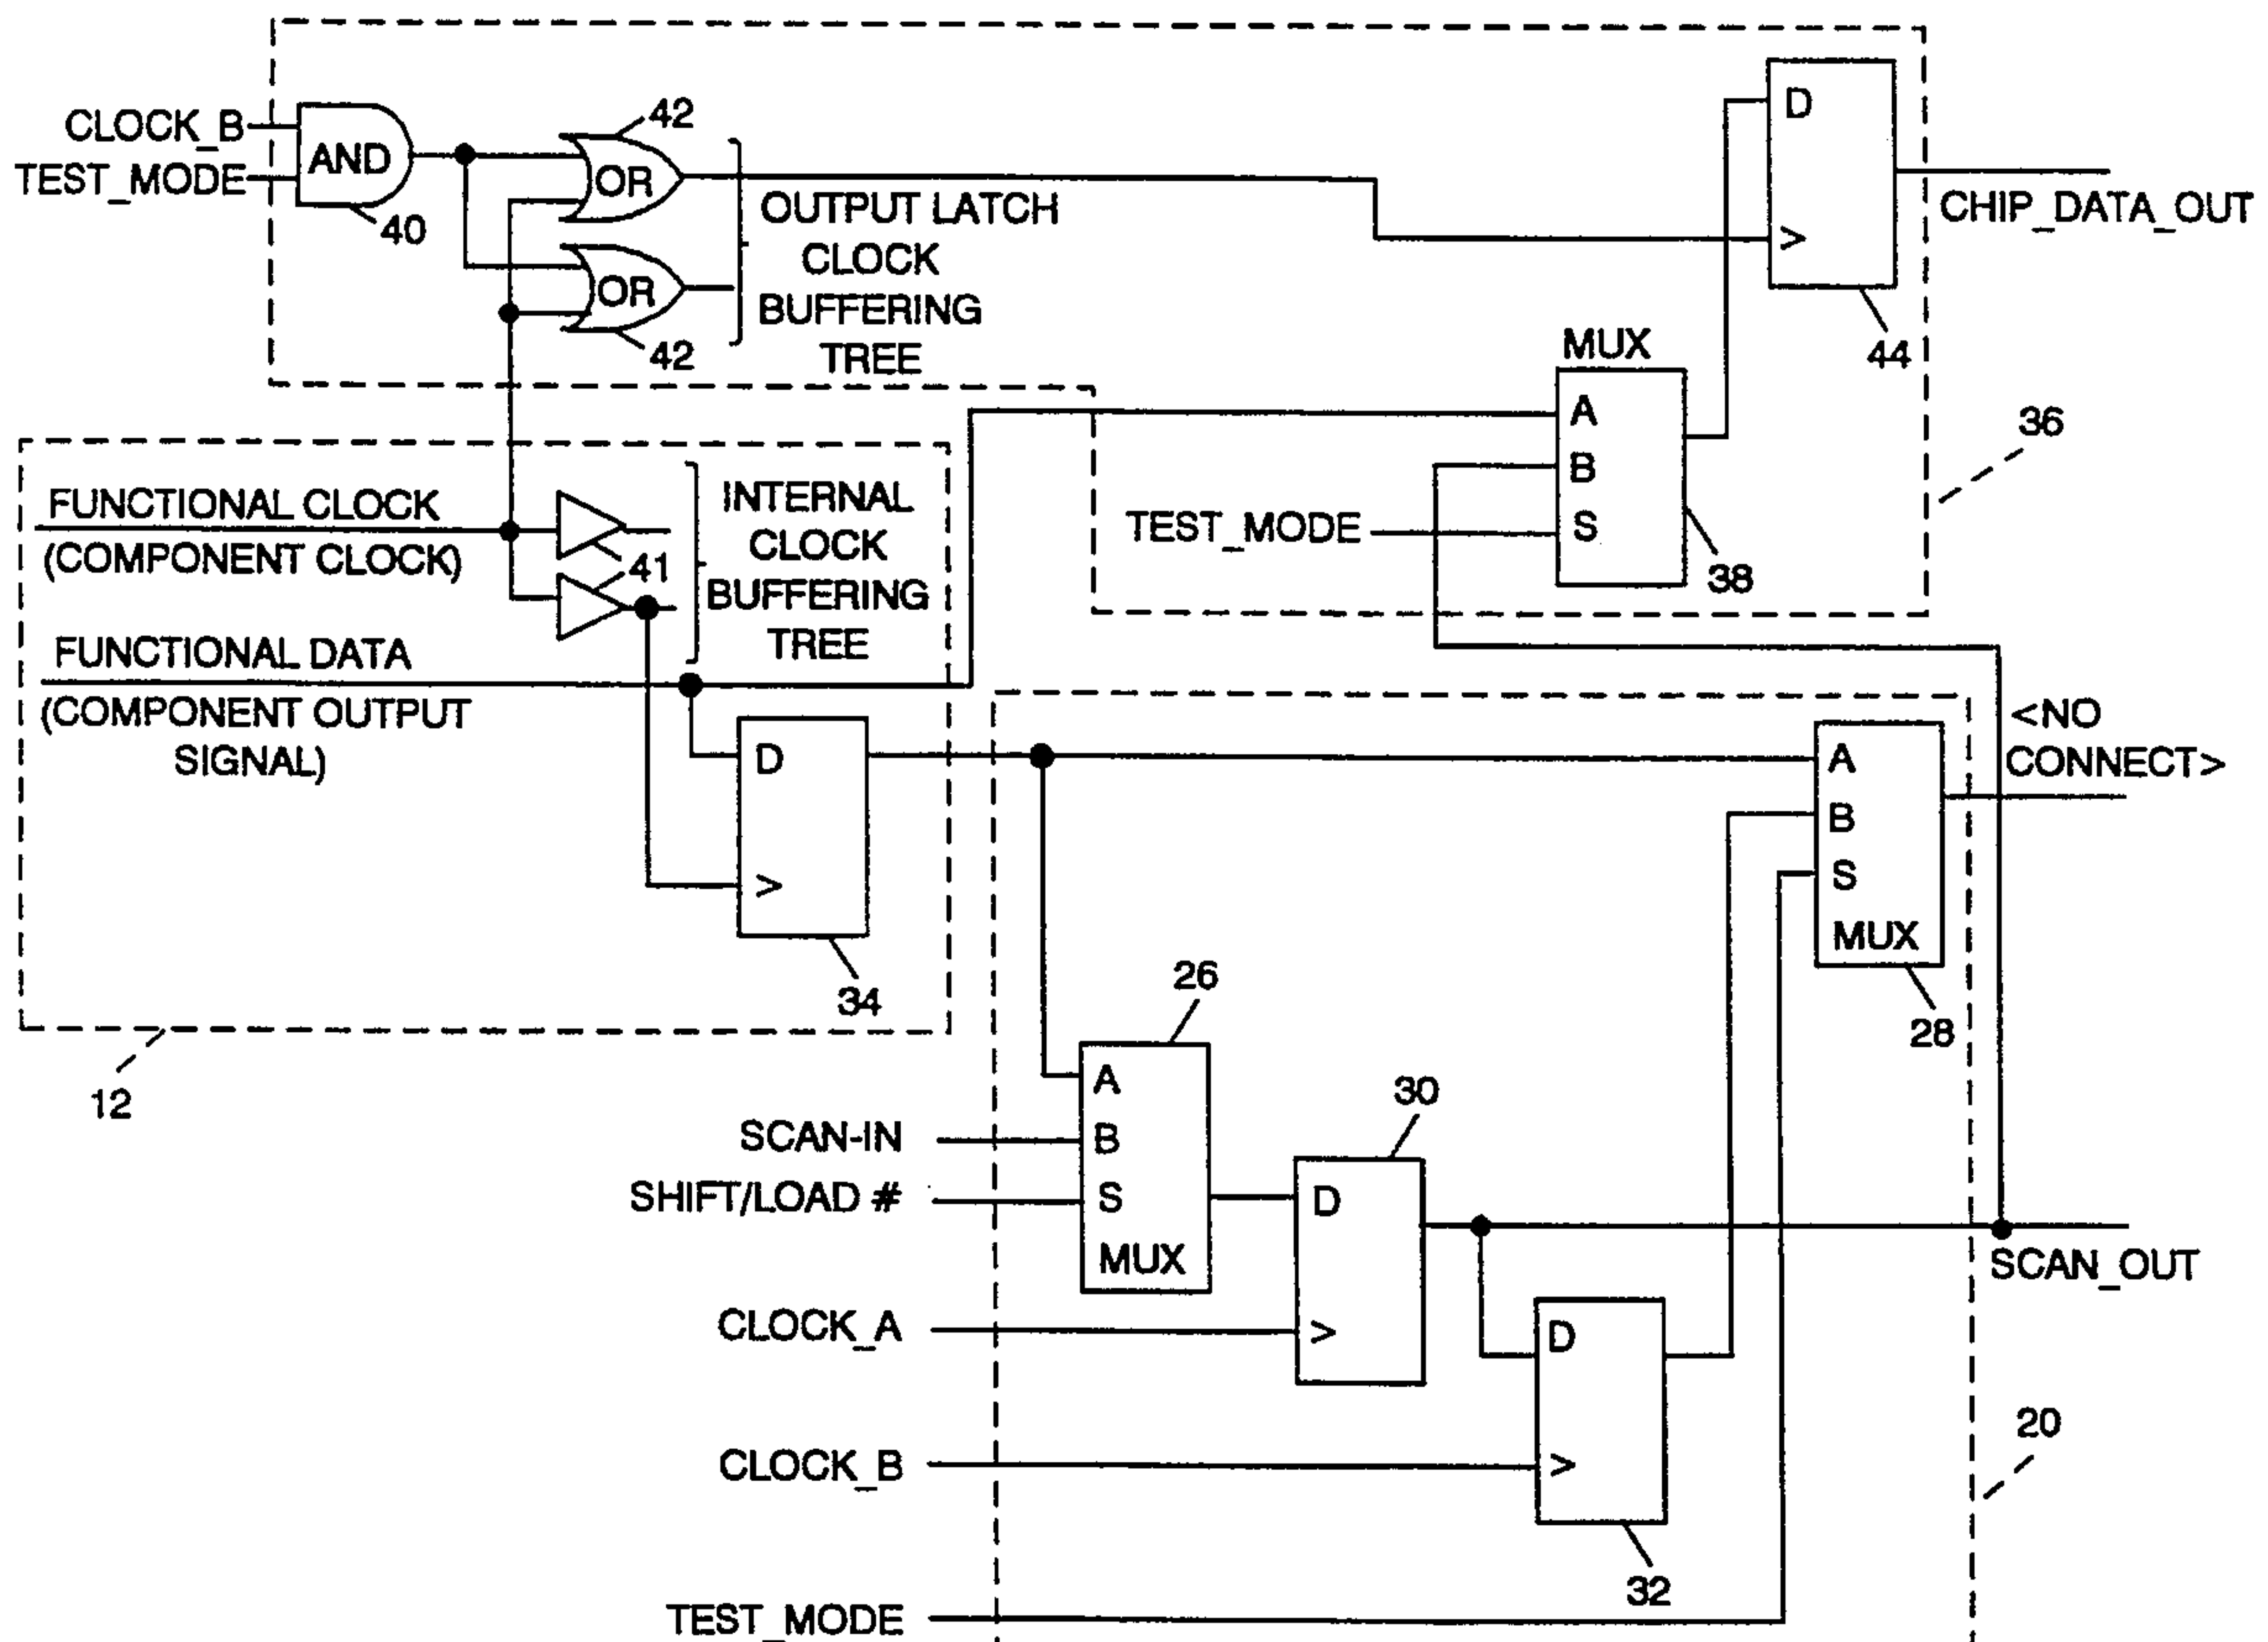 CLOCK_B
TEST_MODE
AND
40
42
OR
OR
42
OUTPUT LATCH
CLOCK
BUFFERING
TREE
D
>
CHIP_DATA_OUT
44
MUX
A
B
S
TEST_MODE
38
36
FUNCTIONAL CLOCK
(COMPONENT CLOCK)
41
INTERNAL
CLOCK
BUFFERING
TREE
FUNCTIONAL DATA
(COMPONENT OUTPUT
SIGNAL)
D
>
34
12
<NO
CONNECT>
A
B
S
MUX
28
26
A
B
S
MUX
SCAN-IN
SHIFT/LOAD #
30
D
>
CLOCK_A
SCAN_OUT
D
>
CLOCK_B
32
20
TEST_MODE